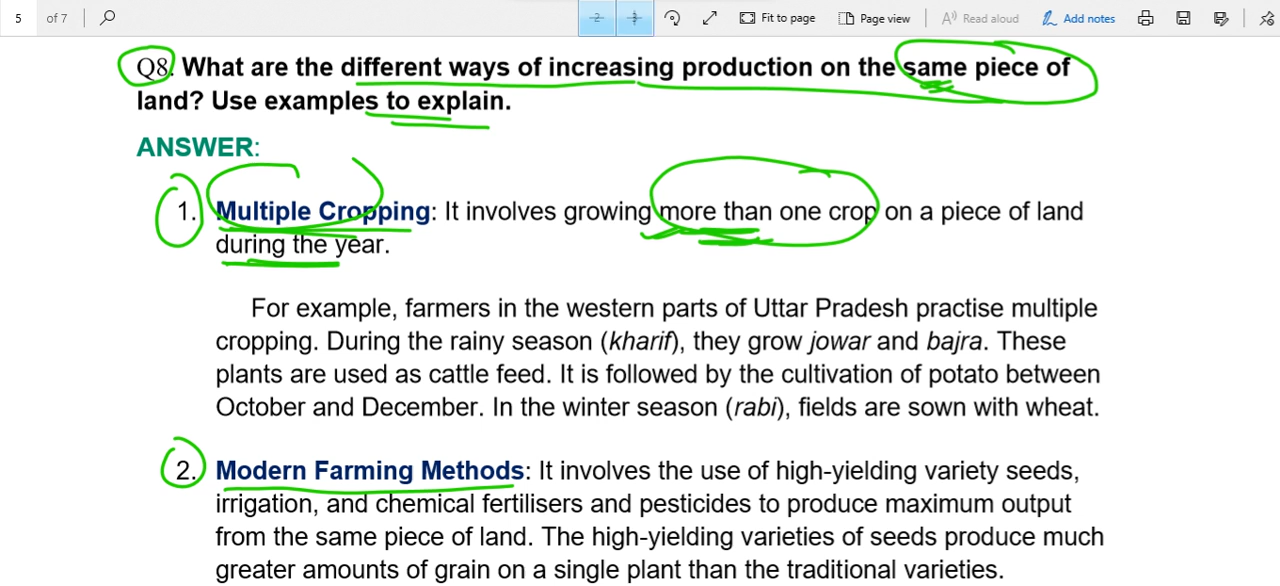 5 of 7 Fit to page Page view Read aloud Add notes
Q8. What are the different ways of increasing production on the same piece of
land? Use examples to explain.
ANSWER:
1. Multiple Cropping: It involves growing more than one crop on a piece of land
during the year.
For example, farmers in the western parts of Uttar Pradesh practise multiple
cropping. During the rainy season (kharif), they grow jowar and bajra. These
plants are used as cattle feed. It is followed by the cultivation of potato between
October and December. In the winter season (rabi), fields are sown with wheat.
2. Modern Farming Methods: It involves the use of high-yielding variety seeds,
irrigation, and chemical fertilisers and pesticides to produce maximum output
from the same piece of land. The high-yielding varieties of seeds produce much
greater amounts of grain on a single plant than the traditional varieties.